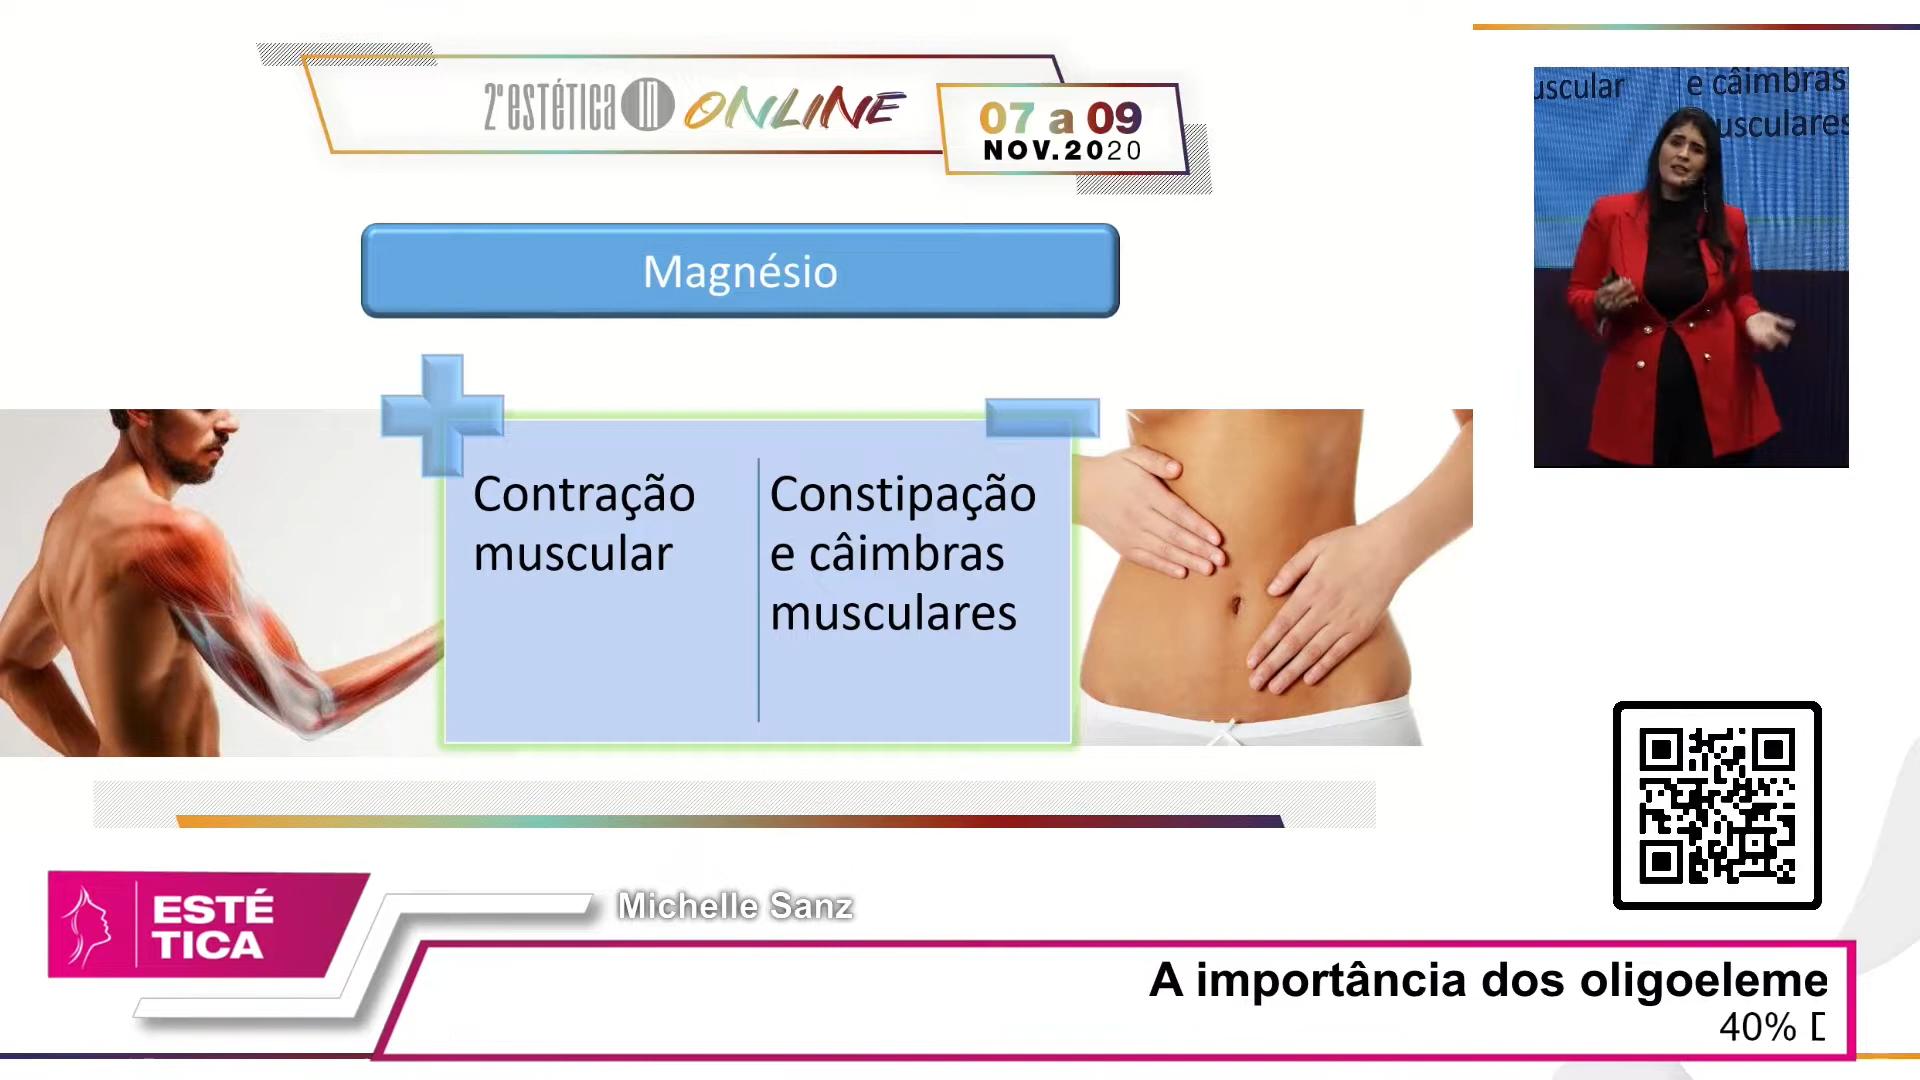 2ª estética IN ONLINE
07 a 09
NOV.2020
uscular
e câimbras
usculares
Magnésio
Contração
muscular
Constipação
e câimbras
musculares
ESTÉ
TICA
Michelle Sanz
A importância dos oligoeleme
40%